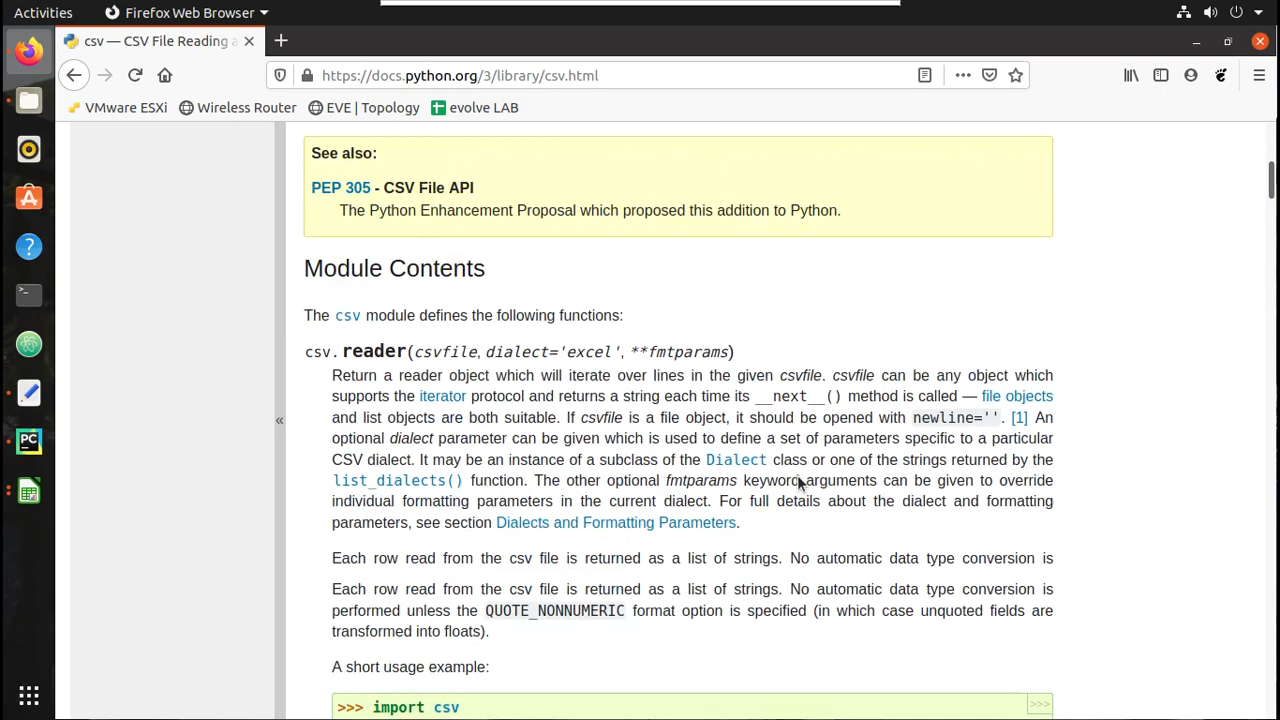 Activities Firefox Web Browser
csv — CSV File Reading a
https://docs.python.org/3/library/csv.html
VMware ESXi Wireless Router EVE | Topology evolve LAB
See also:
PEP 305 - CSV File API
The Python Enhancement Proposal which proposed this addition to Python.
Module Contents
The csv module defines the following functions:
csv.reader(csvfile, dialect='excel', **fmtparams)
Return a reader object which will iterate over lines in the given csvfile. csvfile can be any object which
supports the iterator protocol and returns a string each time its __next__() method is called — file objects
and list objects are both suitable. If csvfile is a file object, it should be opened with newline=''. [1] An
optional dialect parameter can be given which is used to define a set of parameters specific to a particular
CSV dialect. It may be an instance of a subclass of the Dialect class or one of the strings returned by the
list_dialects() function. The other optional fmtparams keyword arguments can be given to override
individual formatting parameters in the current dialect. For full details about the dialect and formatting
parameters, see section Dialects and Formatting Parameters.
Each row read from the csv file is returned as a list of strings. No automatic data type conversion is
Each row read from the csv file is returned as a list of strings. No automatic data type conversion is
performed unless the QUOTE_NONNUMERIC format option is specified (in which case unquoted fields are
transformed into floats).
A short usage example:
>>> import csv
>>>
«
>_
?
PC